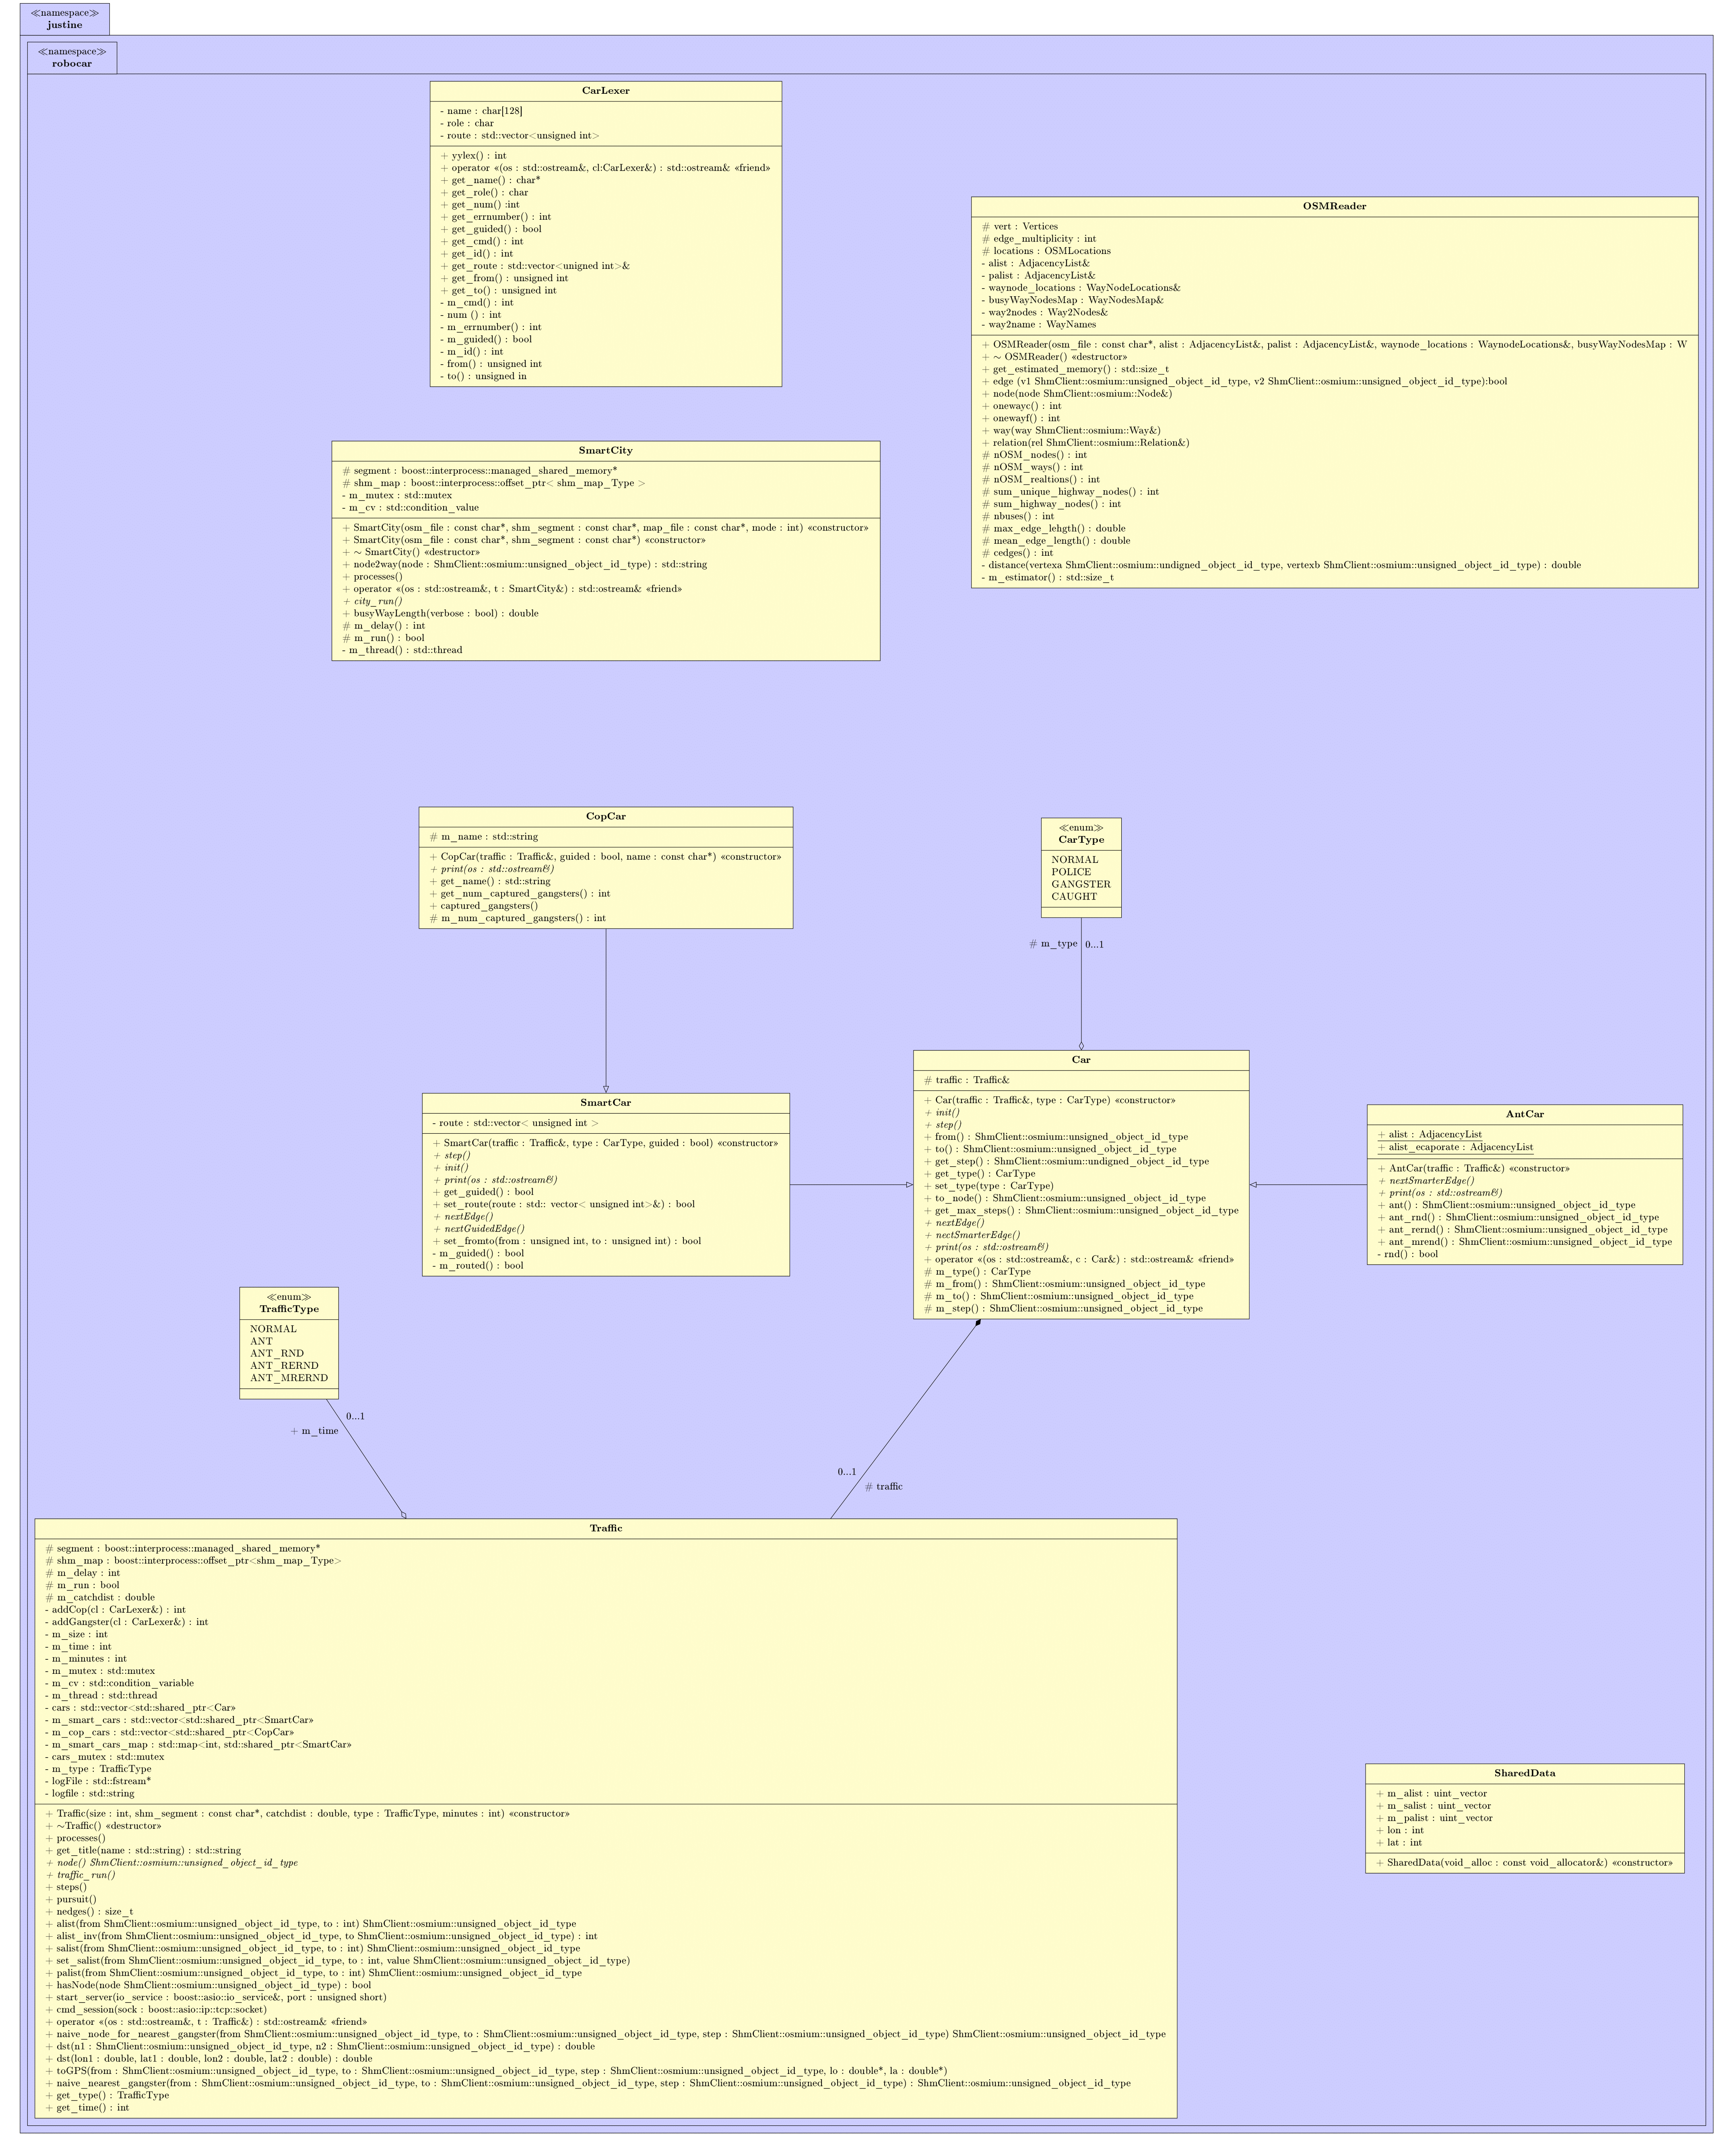 ≪namespace≫
justine
≪namespace≫
robocar
CarLexer
- name : char[128]
- role : char
- route : std::vector<unsigned int>
+ yylex() : int
+ operator «(os : std::ostream&, cl:CarLexer&) : std::ostream& «friend»
+ get_name() : char*
+ get_role() : char
+ get_num() :int
+ get_errnumber() : int
+ get_guided() : bool
+ get_cmd() : int
+ get_id() : int
+ get_route : std::vector<unigned int>&
+ get_from() : unsigned int
+ get_to() : unsigned int
- m_cmd() : int
- num () : int
- m_errnumber() : int
- m_guided() : bool
- m_id() : int
- from() : unsigned int
- to() : unsigned in
OSMReader
# vert : Vertices
# edge_multiplicity : int
# locations : OSMLocations
- alist : AdjacencyList&
- palist : AdjacencyList&
- waynode_locations : WayNodeLocations&
- busyWayNodesMap : WayNodesMap&
- way2nodes : Way2Nodes&
- way2name : WayNames
+ OSMReader(osm_file : const char*, alist : AdjacencyList&, palist : AdjacencyList&, waynode_locations : WaynodeLocations&, busyWayNodesMap : W
+ ∼ OSMReader() «destructor»
+ get_estimated_memory() : std::size_t
+ edge (v1 ShmClient::osmium::unsigned_object_id_type, v2 ShmClient::osmium::unsigned_object_id_type):bool
+ node(node ShmClient::osmium::Node&)
+ onewayc() : int
+ onewayf() : int
+ way(way ShmClient::osmium::Way&)
+ relation(rel ShmClient::osmium::Relation&)
# nOSM_nodes() : int
# nOSM_ways() : int
# nOSM_realtions() : int
# sum_unique_highway_nodes() : int
# sum_highway_nodes() : int
# nbuses() : int
# max_edge_lehgth() : double
# mean_edge_length() : double
# cedges() : int
- distance(vertexa ShmClient::osmium::undigned_object_id_type, vertexb ShmClient::osmium::unsigned_object_id_type) : double
- m_estimator() : std::size_t
SmartCity
# segment : boost::interprocess::managed_shared_memory*
# shm_map : boost::interprocess::offset_ptr< shm_map_Type >
- m_mutex : std::mutex
- m_cv : std::condition_value
+ SmartCity(osm_file : const char*, shm_segment : const char*, map_file : const char*, mode : int) «constructor»
+ SmartCity(osm_file : const char*, shm_segment : const char*) «constructor»
+ ∼ SmartCity() «destructor»
+ node2way(node : ShmClient::osmium::unsigned_object_id_type) : std::string
+ processes()
+ operator «(os : std::ostream&, t : SmartCity&) : std::ostream& «friend»
+ city_run()
+ busyWayLength(verbose : bool) : double
# m_delay() : int
# m_run() : bool
- m_thread() : std::thread
CopCar
# m_name : std::string
+ CopCar(traffic : Traffic&, guided : bool, name : const char*) «constructor»
+ print(os : std::ostream&)
+ get_name() : std::string
+ get_num_captured_gangsters() : int
+ captured_gangsters()
# m_num_captured_gangsters() : int
≪enum≫
CarType
NORMAL
POLICE
GANGSTER
CAUGHT
# m_type
0...1
Car
# traffic : Traffic&
+ Car(traffic : Traffic&, type : CarType) «constructor»
+ init()
+ step()
+ from() : ShmClient::osmium::unsigned_object_id_type
+ to() : ShmClient::osmium::unsigned_object_id_type
+ get_step() : ShmClient::osmium::undigned_object_id_type
+ get_type() : CarType
+ set_type(type : CarType)
+ to_node() : ShmClient::osmium::unsigned_object_id_type
+ get_max_steps() : ShmClient::osmium::unsigned_object_id_type
+ nextEdge()
+ nectSmarterEdge()
+ print(os : std::ostream&)
+ operator «(os : std::ostream&, c : Car&) : std::ostream& «friend»
# m_type() : CarType
# m_from() : ShmClient::osmium::unsigned_object_id_type
# m_to() : ShmClient::osmium::unsigned_object_id_type
# m_step() : ShmClient::osmium::unsigned_object_id_type
SmartCar
- route : std::vector< unsigned int >
+ SmartCar(traffic : Traffic&, type : CarType, guided : bool) «constructor»
+ step()
+ init()
+ print(os : std::ostream&)
+ get_guided() : bool
+ set_route(route : std:: vector< unsigned int>&) : bool
+ nextEdge()
+ nextGuidedEdge()
+ set_fromto(from : unsigned int, to : unsigned int) : bool
- m_guided() : bool
- m_routed() : bool
AntCar
+ alist : AdjacencyList
+ alist_ecaporate : AdjacencyList
+ AntCar(traffic : Traffic&) «constructor»
+ nextSmarterEdge()
+ print(os : std::ostream&)
+ ant() : ShmClient::osmium::unsigned_object_id_type
+ ant_rnd() : ShmClient::osmium::unsigned_object_id_type
+ ant_rernd() : ShmClient::osmium::unsigned_object_id_type
+ ant_mrend() : ShmClient::osmium::unsigned_object_id_type
- rnd() : bool
≪enum≫
TrafficType
NORMAL
ANT
ANT_RND
ANT_RERND
ANT_MRERND
0...1
+ m_time
0...1
# traffic
Traffic
# segment : boost::interprocess::managed_shared_memory*
# shm_map : boost::interprocess::offset_ptr<shm_map_Type>
# m_delay : int
# m_run : bool
# m_catchdist : double
- addCop(cl : CarLexer&) : int
- addGangster(cl : CarLexer&) : int
- m_size : int
- m_time : int
- m_minutes : int
- m_mutex : std::mutex
- m_cv : std::condition_variable
- m_thread : std::thread
- cars : std::vector<std::shared_ptr<Car»
- m_smart_cars : std::vector<std::shared_ptr<SmartCar»
- m_cop_cars : std::vector<std::shared_ptr<CopCar»
- m_smart_cars_map : std::map<int, std::shared_ptr<SmartCar»
- cars_mutex : std::mutex
- m_type : TrafficType
- logFile : std::fstream*
- logfile : std::string
+ Traffic(size : int, shm_segment : const char*, catchdist : double, type : TrafficType, minutes : int) «constructor»
+ ∼Traffic() «destructor»
+ processes()
+ get_title(name : std::string) : std::string
+ node() ShmClient::osmium::unsigned_object_id_type
+ traffic_run()
+ steps()
+ pursuit()
+ nedges() : size_t
+ alist(from ShmClient::osmium::unsigned_object_id_type, to : int) ShmClient::osmium::unsigned_object_id_type
+ alist_inv(from ShmClient::osmium::unsigned_object_id_type, to ShmClient::osmium::unsigned_object_id_type) : int
+ salist(from ShmClient::osmium::unsigned_object_id_type, to : int) ShmClient::osmium::unsigned_object_id_type
+ set_salist(from ShmClient::osmium::unsigned_object_id_type, to : int, value ShmClient::osmium::unsigned_object_id_type)
+ palist(from ShmClient::osmium::unsigned_object_id_type, to : int) ShmClient::osmium::unsigned_object_id_type
+ hasNode(node ShmClient::osmium::unsigned_object_id_type) : bool
+ start_server(io_service : boost::asio::io_service&, port : unsigned short)
+ cmd_session(sock : boost::asio::ip::tcp::socket)
+ operator «(os : std::ostream&, t : Traffic&) : std::ostream& «friend»
+ naive_node_for_nearest_gangster(from ShmClient::osmium::unsigned_object_id_type, to : ShmClient::osmium::unsigned_object_id_type, step : ShmClient::osmium::unsigned_object_id_type) ShmClient::osmium::unsigned_object_id_type
+ dst(n1 : ShmClient::osmium::unsigned_object_id_type, n2 : ShmClient::osmium::unsigned_object_id_type) : double
+ dst(lon1 : double, lat1 : double, lon2 : double, lat2 : double) : double
+ toGPS(from : ShmClient::osmium::unsigned_object_id_type, to : ShmClient::osmium::unsigned_object_id_type, step : ShmClient::osmium::unsigned_object_id_type, lo : double*, la : double*)
+ naive_nearest_gangster(from : ShmClient::osmium::unsigned_object_id_type, to : ShmClient::osmium::unsigned_object_id_type, step : ShmClient::osmium::unsigned_object_id_type) : ShmClient::osmium::unsigned_object_id_type
+ get_type() : TrafficType
+ get_time() : int
SharedData
+ m_alist : uint_vector
+ m_salist : uint_vector
+ m_palist : uint_vector
+ lon : int
+ lat : int
+ SharedData(void_alloc : const void_allocator&) «constructor»